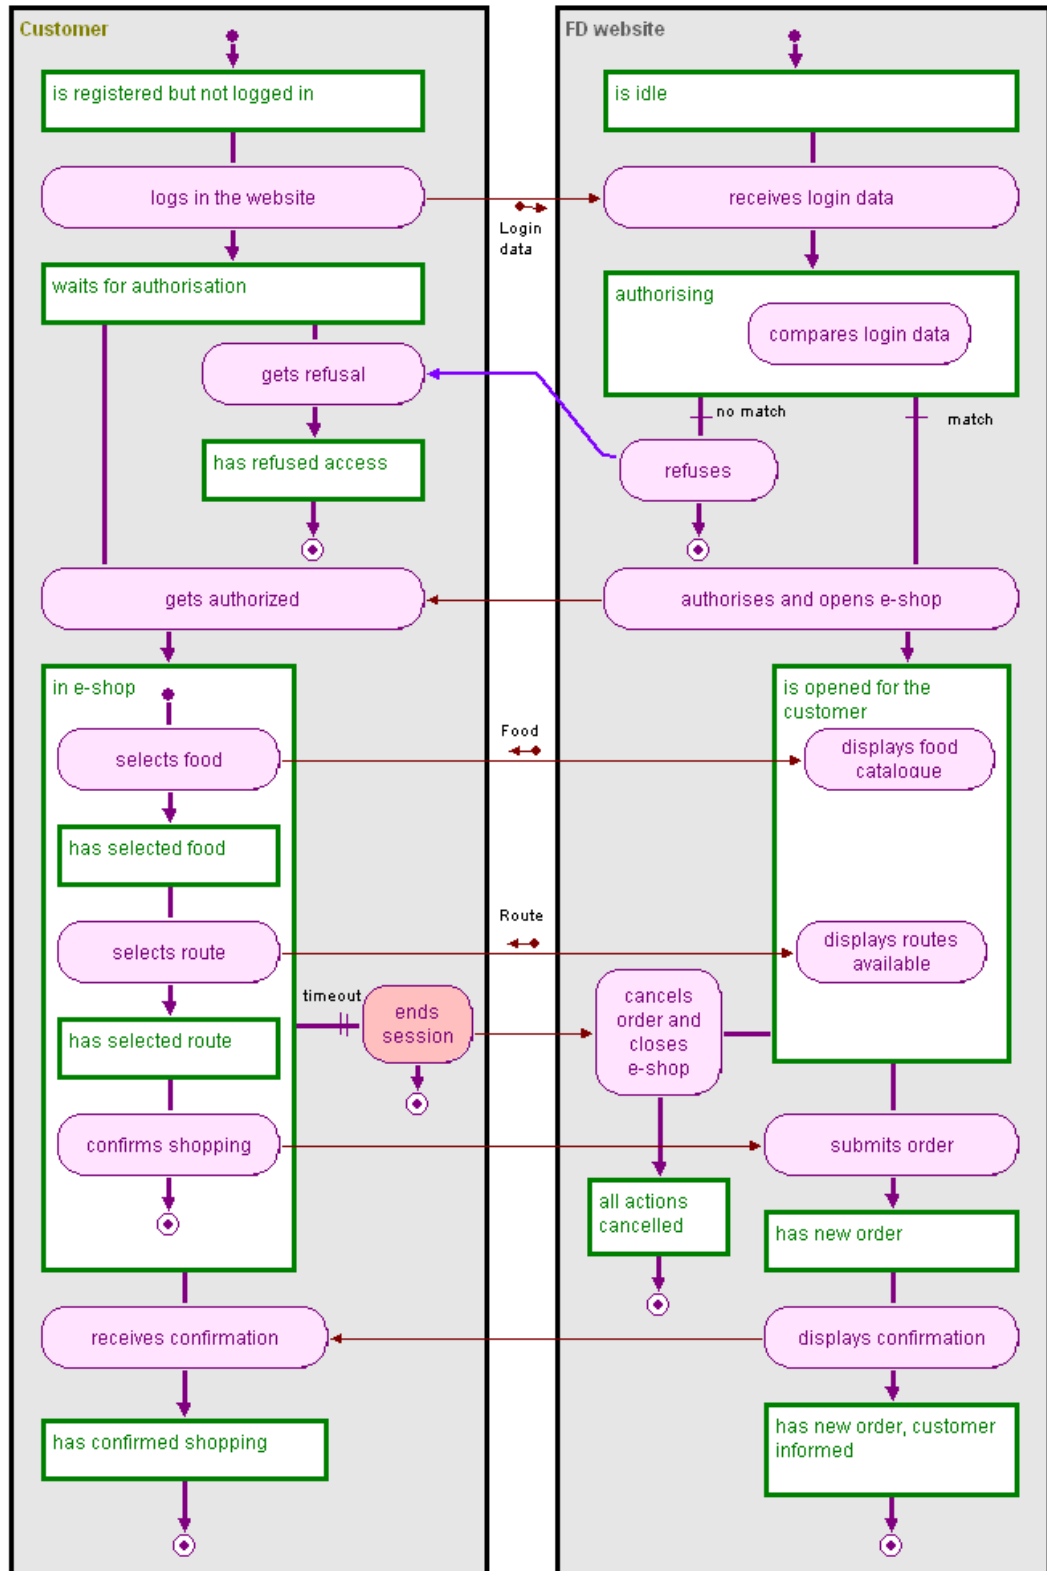 Customer
FD website
is registered but not logged in
is idle
logs in the website
receives login data
Login
data
waits for authorisation
authorising
compares login data
gets refusal
no match
match
has refused access
refuses
gets authorized
authorises and opens e-shop
in e-shop
is opened for the
customer
Food
selects food
displays food
catalogue
has selected food
Route
selects route
displays routes
available
timeout
ends
session
cancels
order and
closes
e-shop
has selected route
confirms shopping
submits order
all actions
cancelled
has new order
receives confirmation
displays confirmation
has confirmed shopping
has new order, customer
informed